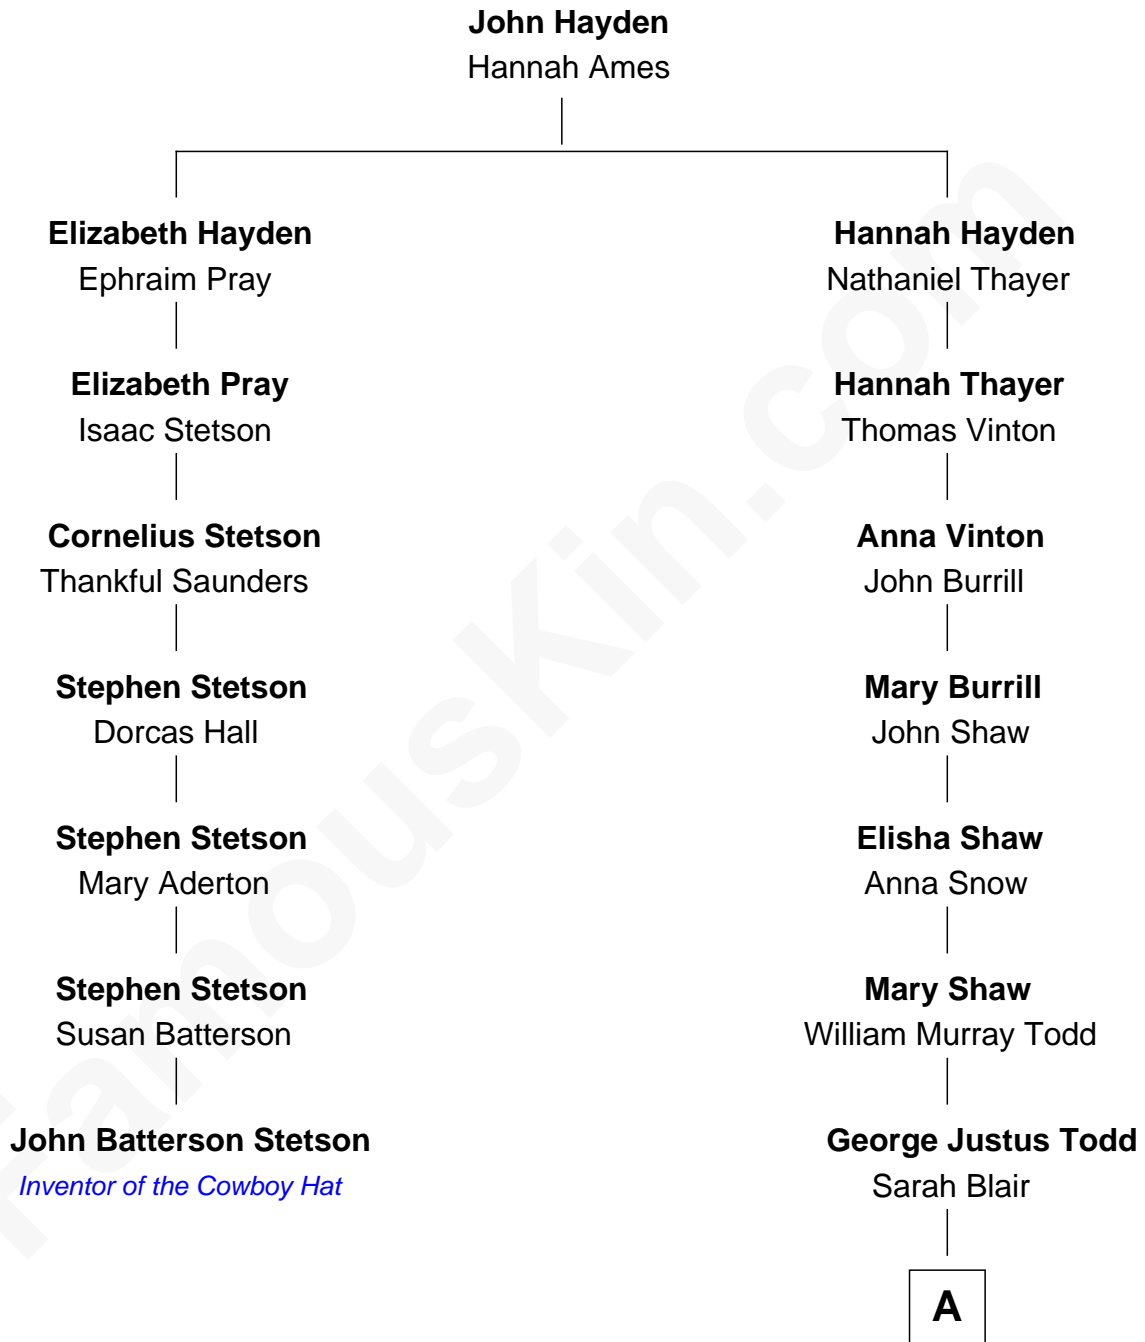 John Hayden
Hannah Ames
Elizabeth Hayden
Ephraim Pray
Hannah Hayden
Nathaniel Thayer
Elizabeth Pray
Isaac Stetson
Hannah Thayer
Thomas Vinton
Cornelius Stetson
Thankful Saunders
Anna Vinton
John Burrill
Stephen Stetson
Dorcas Hall
Mary Burrill
John Shaw
Stephen Stetson
Mary Aderton
Elisha Shaw
Anna Snow
Stephen Stetson
Susan Batterson
Mary Shaw
William Murray Todd
John Batterson Stetson
Inventor of the Cowboy Hat
George Justus Todd
Sarah Blair
A
FamousKin.com